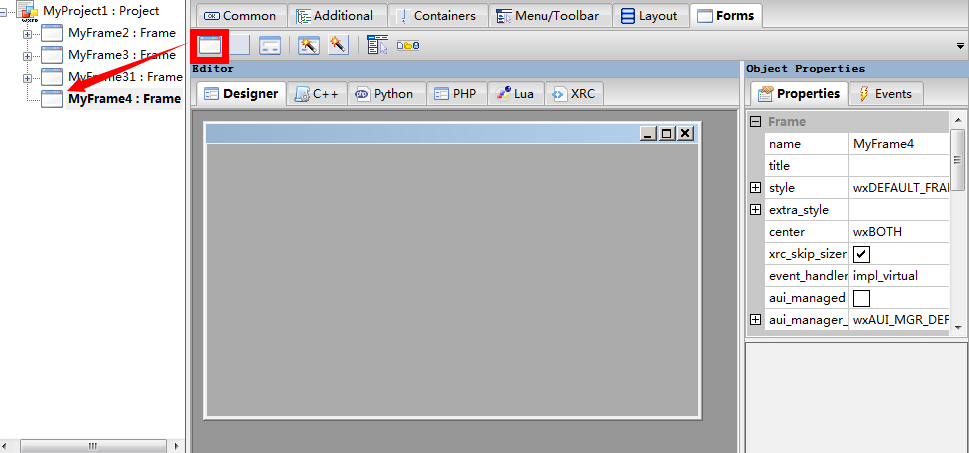 MyProject1 : Project
MyFrame2 : Frame
MyFrame3 : Frame
MyFrame31 : Frame
MyFrame4 : Frame
Common Additional Containers Menu/Toolbar Layout Forms
Editor
Designer C++ Python PHP Lua XRC
Object Properties
Properties Events
Frame
name MyFrame4
title
style wxDEFAULT_FRA
extra_style
center wxBOTH
xrc_skip_sizer
event_handler impl_virtual
aui_managed
aui_manager_ wxAUI_MGR_DEF